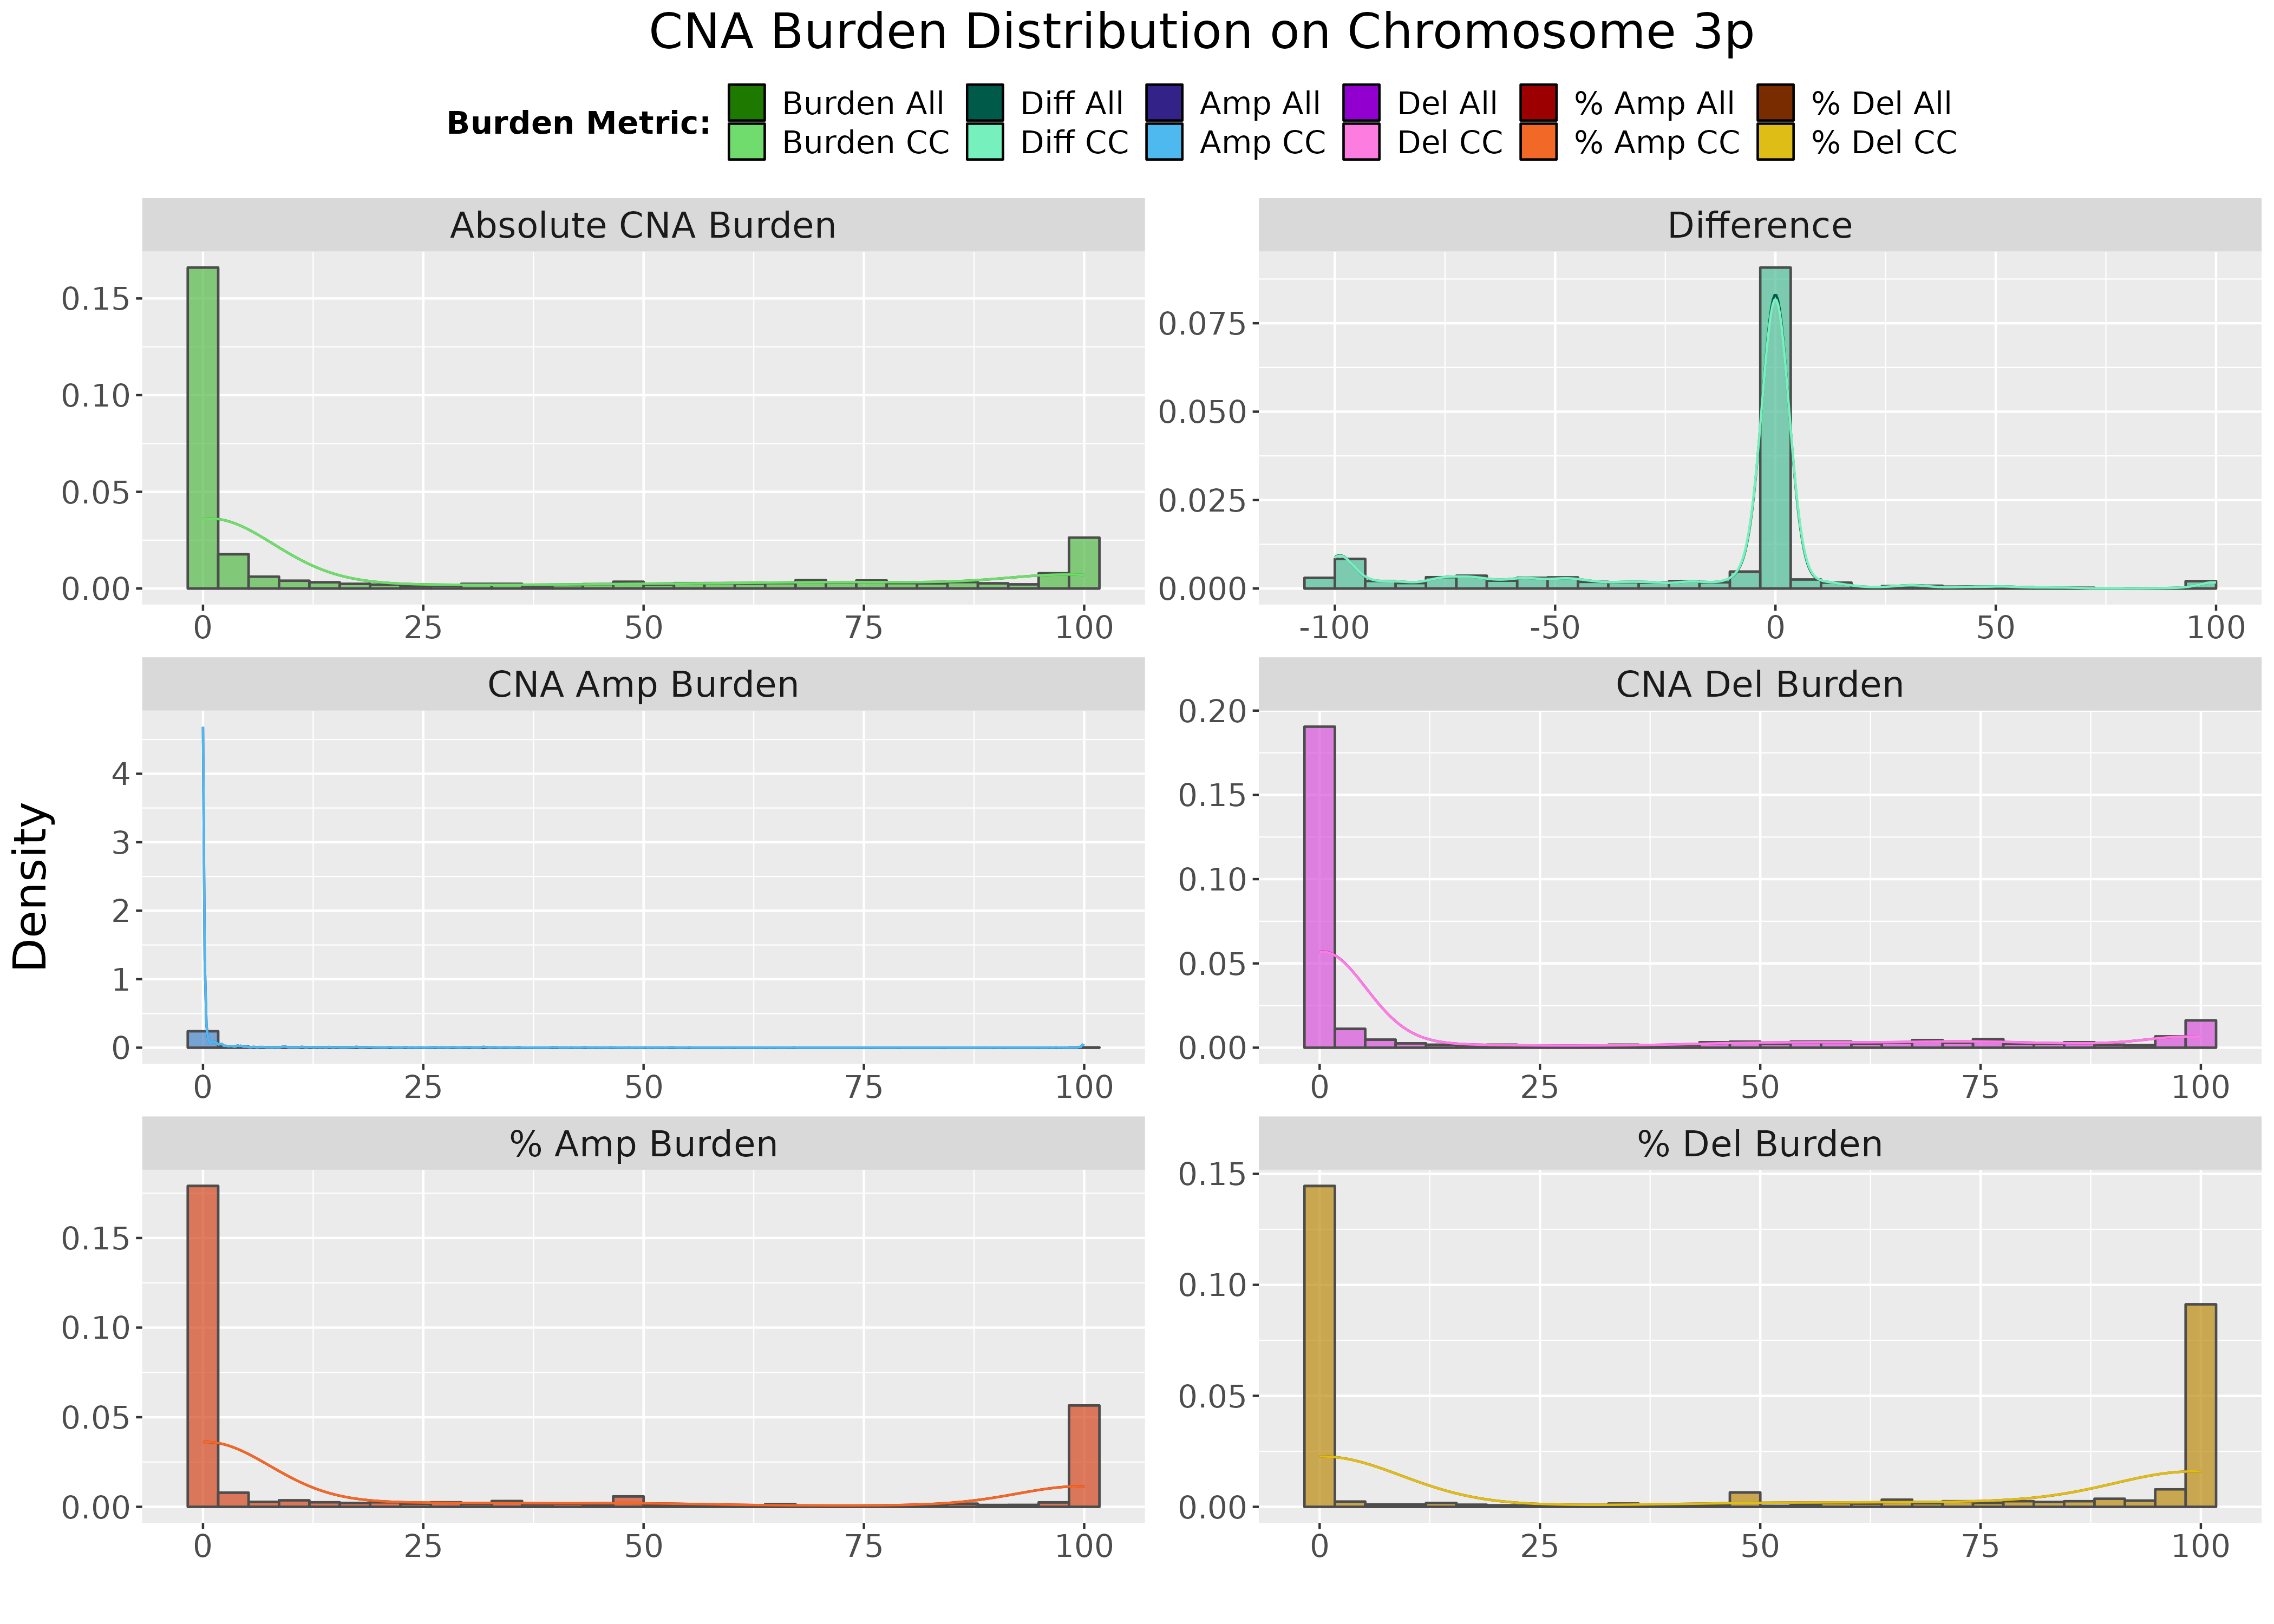 CNA Burden Distribution on Chromosome 3p
Burden Metric:
Burden All Diff All Amp All Del All % Amp All % Del All
Burden CC Diff CC Amp CC Del CC % Amp CC % Del CC
Density
Absolute CNA Burden
0.15
0.10
0.05
0.00
0 25 50 75 100
Difference
0.075
0.050
0.025
0.000
-100 -50 0 50 100
CNA Amp Burden
4
3
2
1
0
0 25 50 75 100
CNA Del Burden
0.20
0.15
0.10
0.05
0.00
0 25 50 75 100
% Amp Burden
0.15
0.10
0.05
0.00
0 25 50 75 100
% Del Burden
0.15
0.10
0.05
0.00
0 25 50 75 100